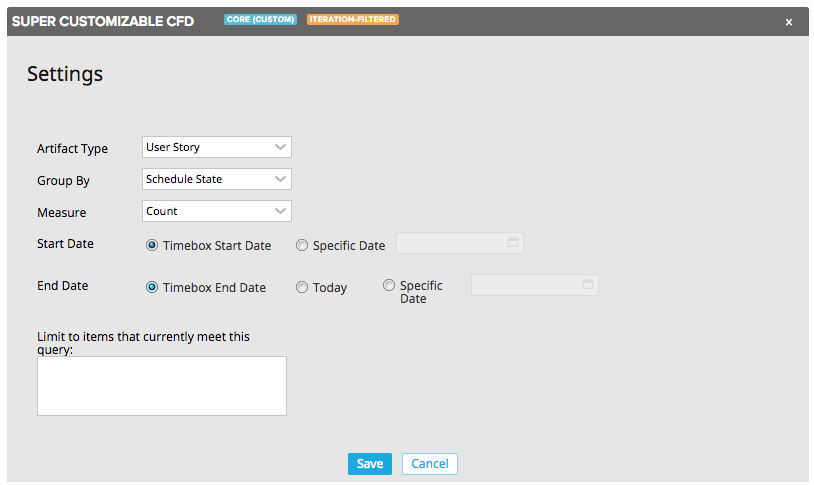 SUPER CUSTOMIZABLE CFD CORE (CUSTOM) ITERATION-FILTERED x
Settings
Artifact Type User Story
Group By Schedule State
Measure Count
Start Date Timebox Start Date Specific Date
End Date Timebox End Date Today Specific
Date
Limit to items that currently meet this
query:
Save Cancel